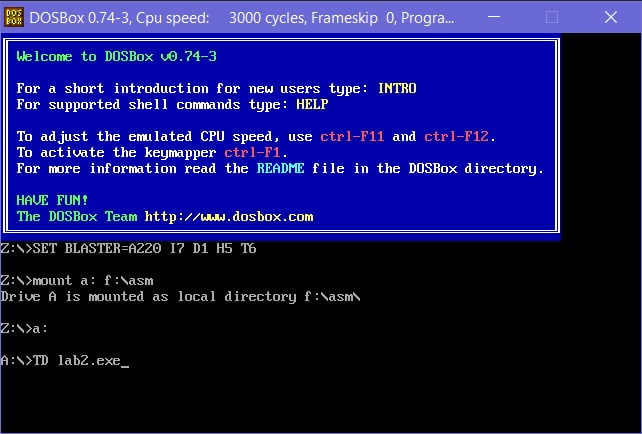 DOSBox 0.74-3, Cpu speed:    3000 cycles, Frameskip  0, Progra...
Welcome to DOSBox v0.74-3
For a short introduction for new users type: INTRO
For supported shell commands type: HELP
To adjust the emulated CPU speed, use ctrl-F11 and ctrl-F12.
To activate the keymapper ctrl-F1.
For more information read the README file in the DOSBox directory.
HAVE FUN!
The DOSBox Team http://www.dosbox.com
Z:\>SET BLASTER=A220 I7 D1 H5 T6
Z:\>mount a: f:\asm
Drive A is mounted as local directory f:\asm\
Z:\>a:
A:\>TD lab2.exe_